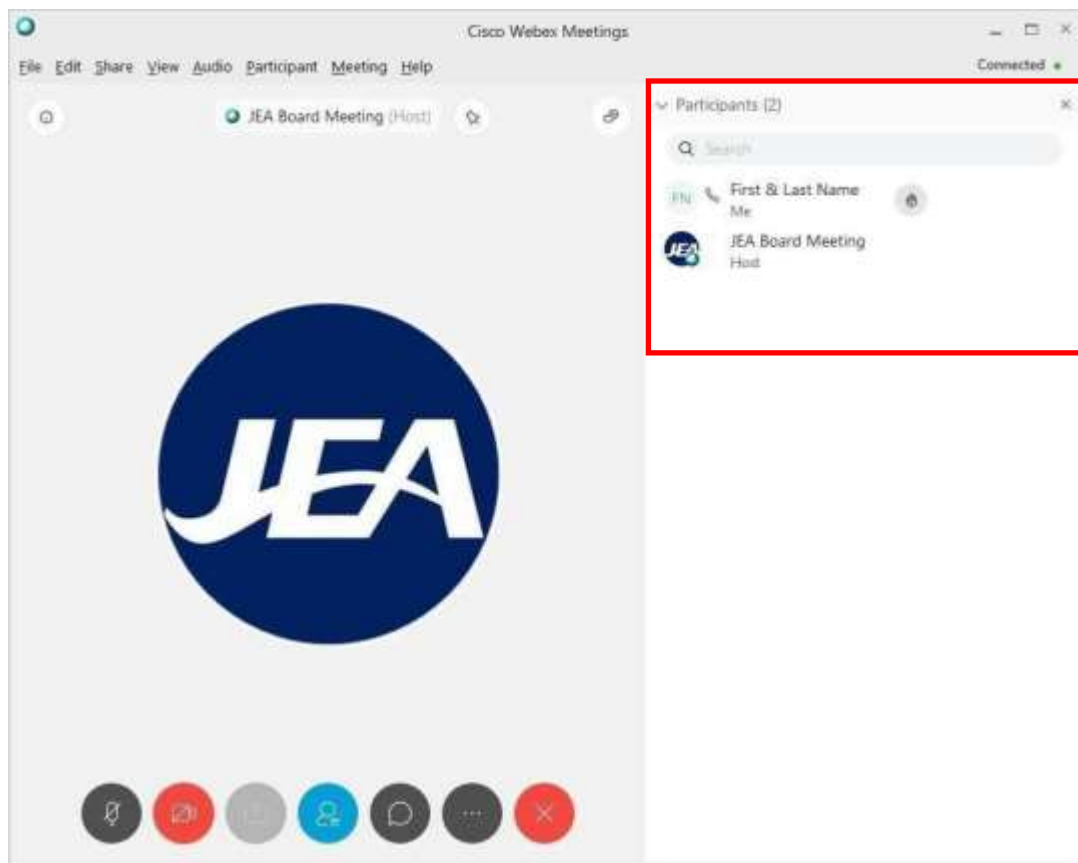 Cisco Webex Meetings
File Edit Share View Audio Participant Meeting Help
Connected
JEA Board Meeting (Host)
Participants (2)
Search
FN
First & Last Name
Me
JEA
JEA Board Meeting
Host
JEA